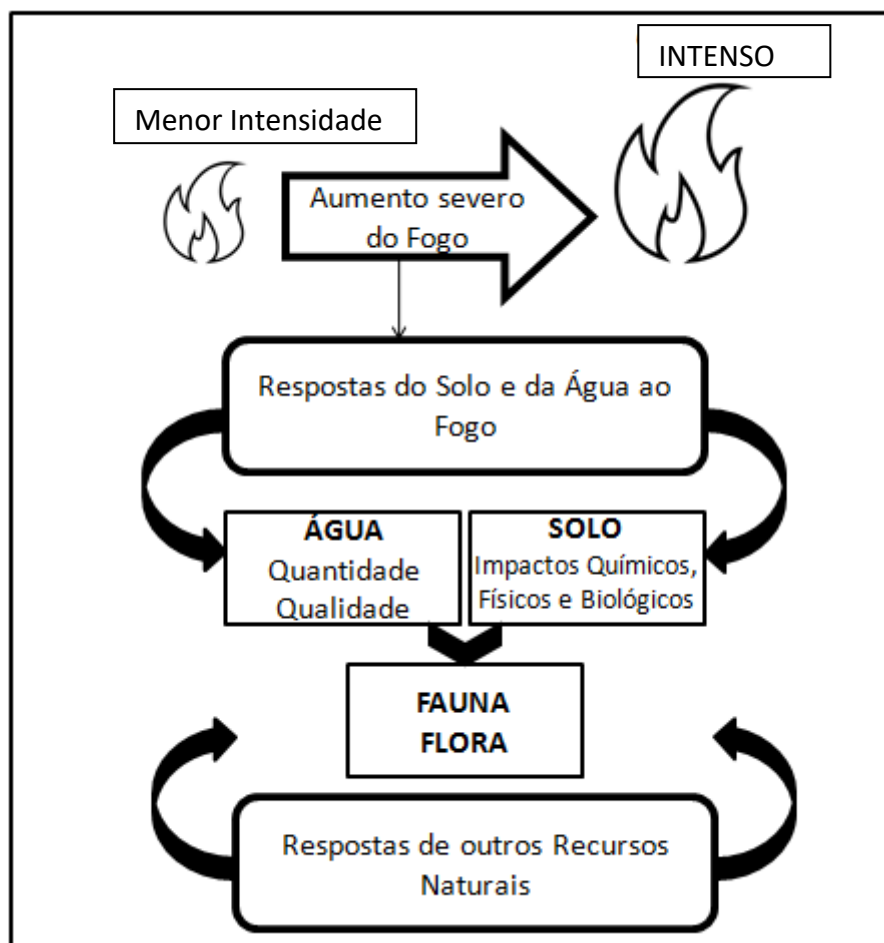 INTENSO
Menor Intensidade
Aumento severo
do Fogo
Respostas do Solo e da Água ao
Fogo
ÁGUA
Quantidade
Qualidade
SOLO
Impactos Químicos,
Físicos e Biológicos
FAUNA
FLORA
Respostas de outros Recursos
Naturais